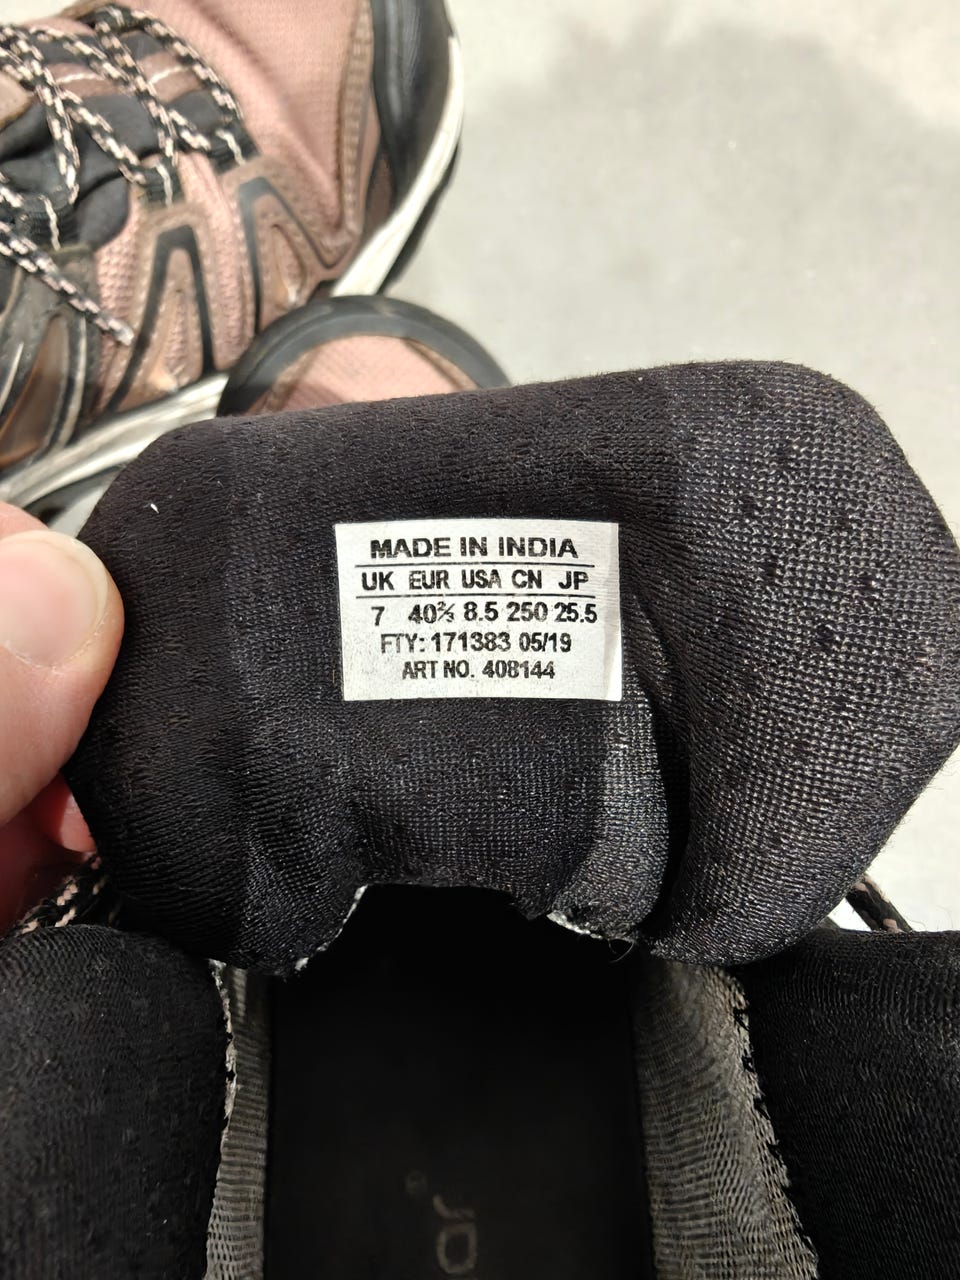 MADE IN INDIA
UK EUR USA CN JP
7 40⅔ 8.5 250 25.5
FTY: 171383 05/19
ART NO. 408144